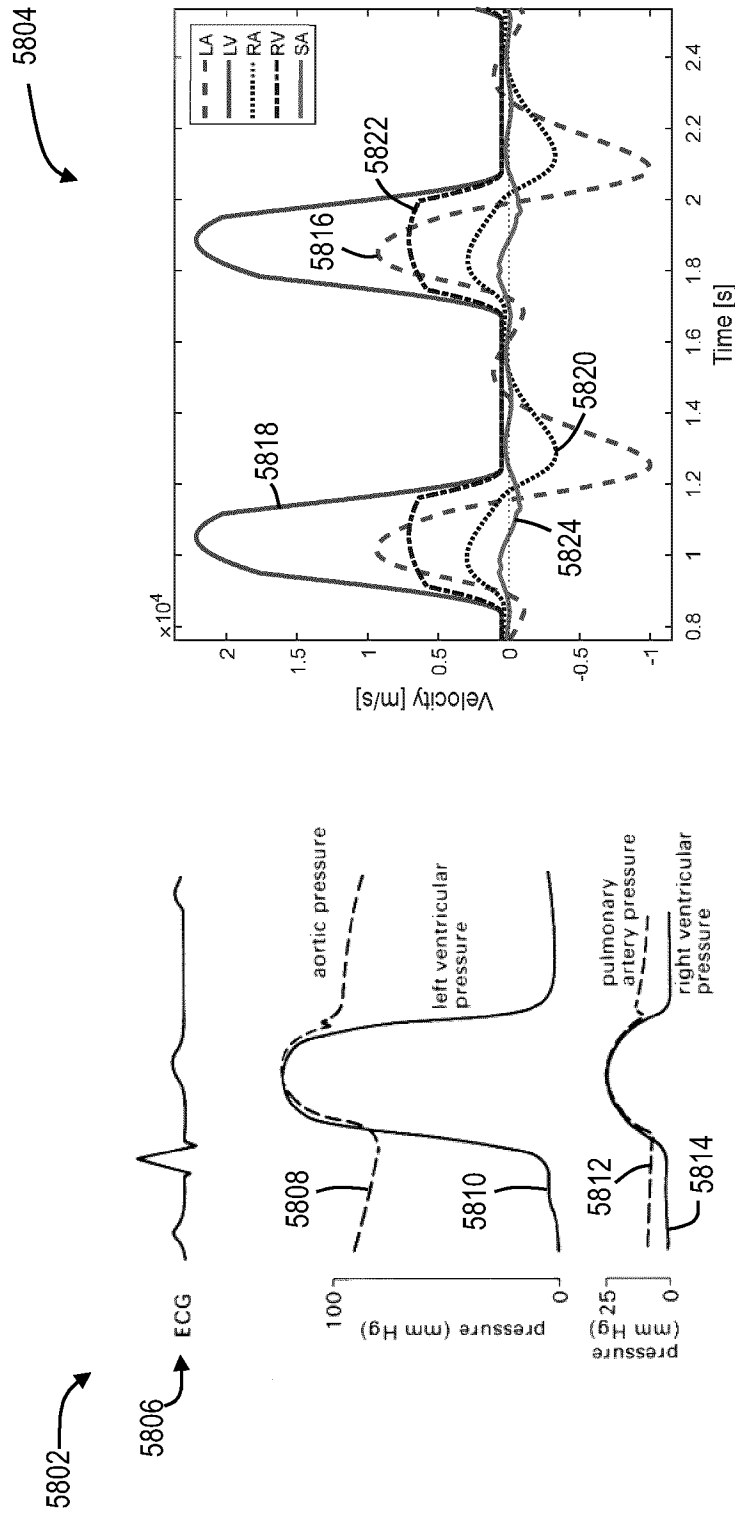 5802
5806
ECG
5808
5810
5812
5814
100
0
pressure (mm Hg)
25
0
pressure
(mm Hg)
aortic pressure
left ventricular
pressure
pulmonary
artery pressure
right ventricular
pressure
5804
×10⁴
2
1.5
1
0.5
0
-0.5
-1
Velocity [m/s]
0.8
1
1.2
1.4
1.6
1.8
2
2.2
2.4
Time [s]
5818
5816
5822
5824
5820
LA
LV
RA
RV
SA